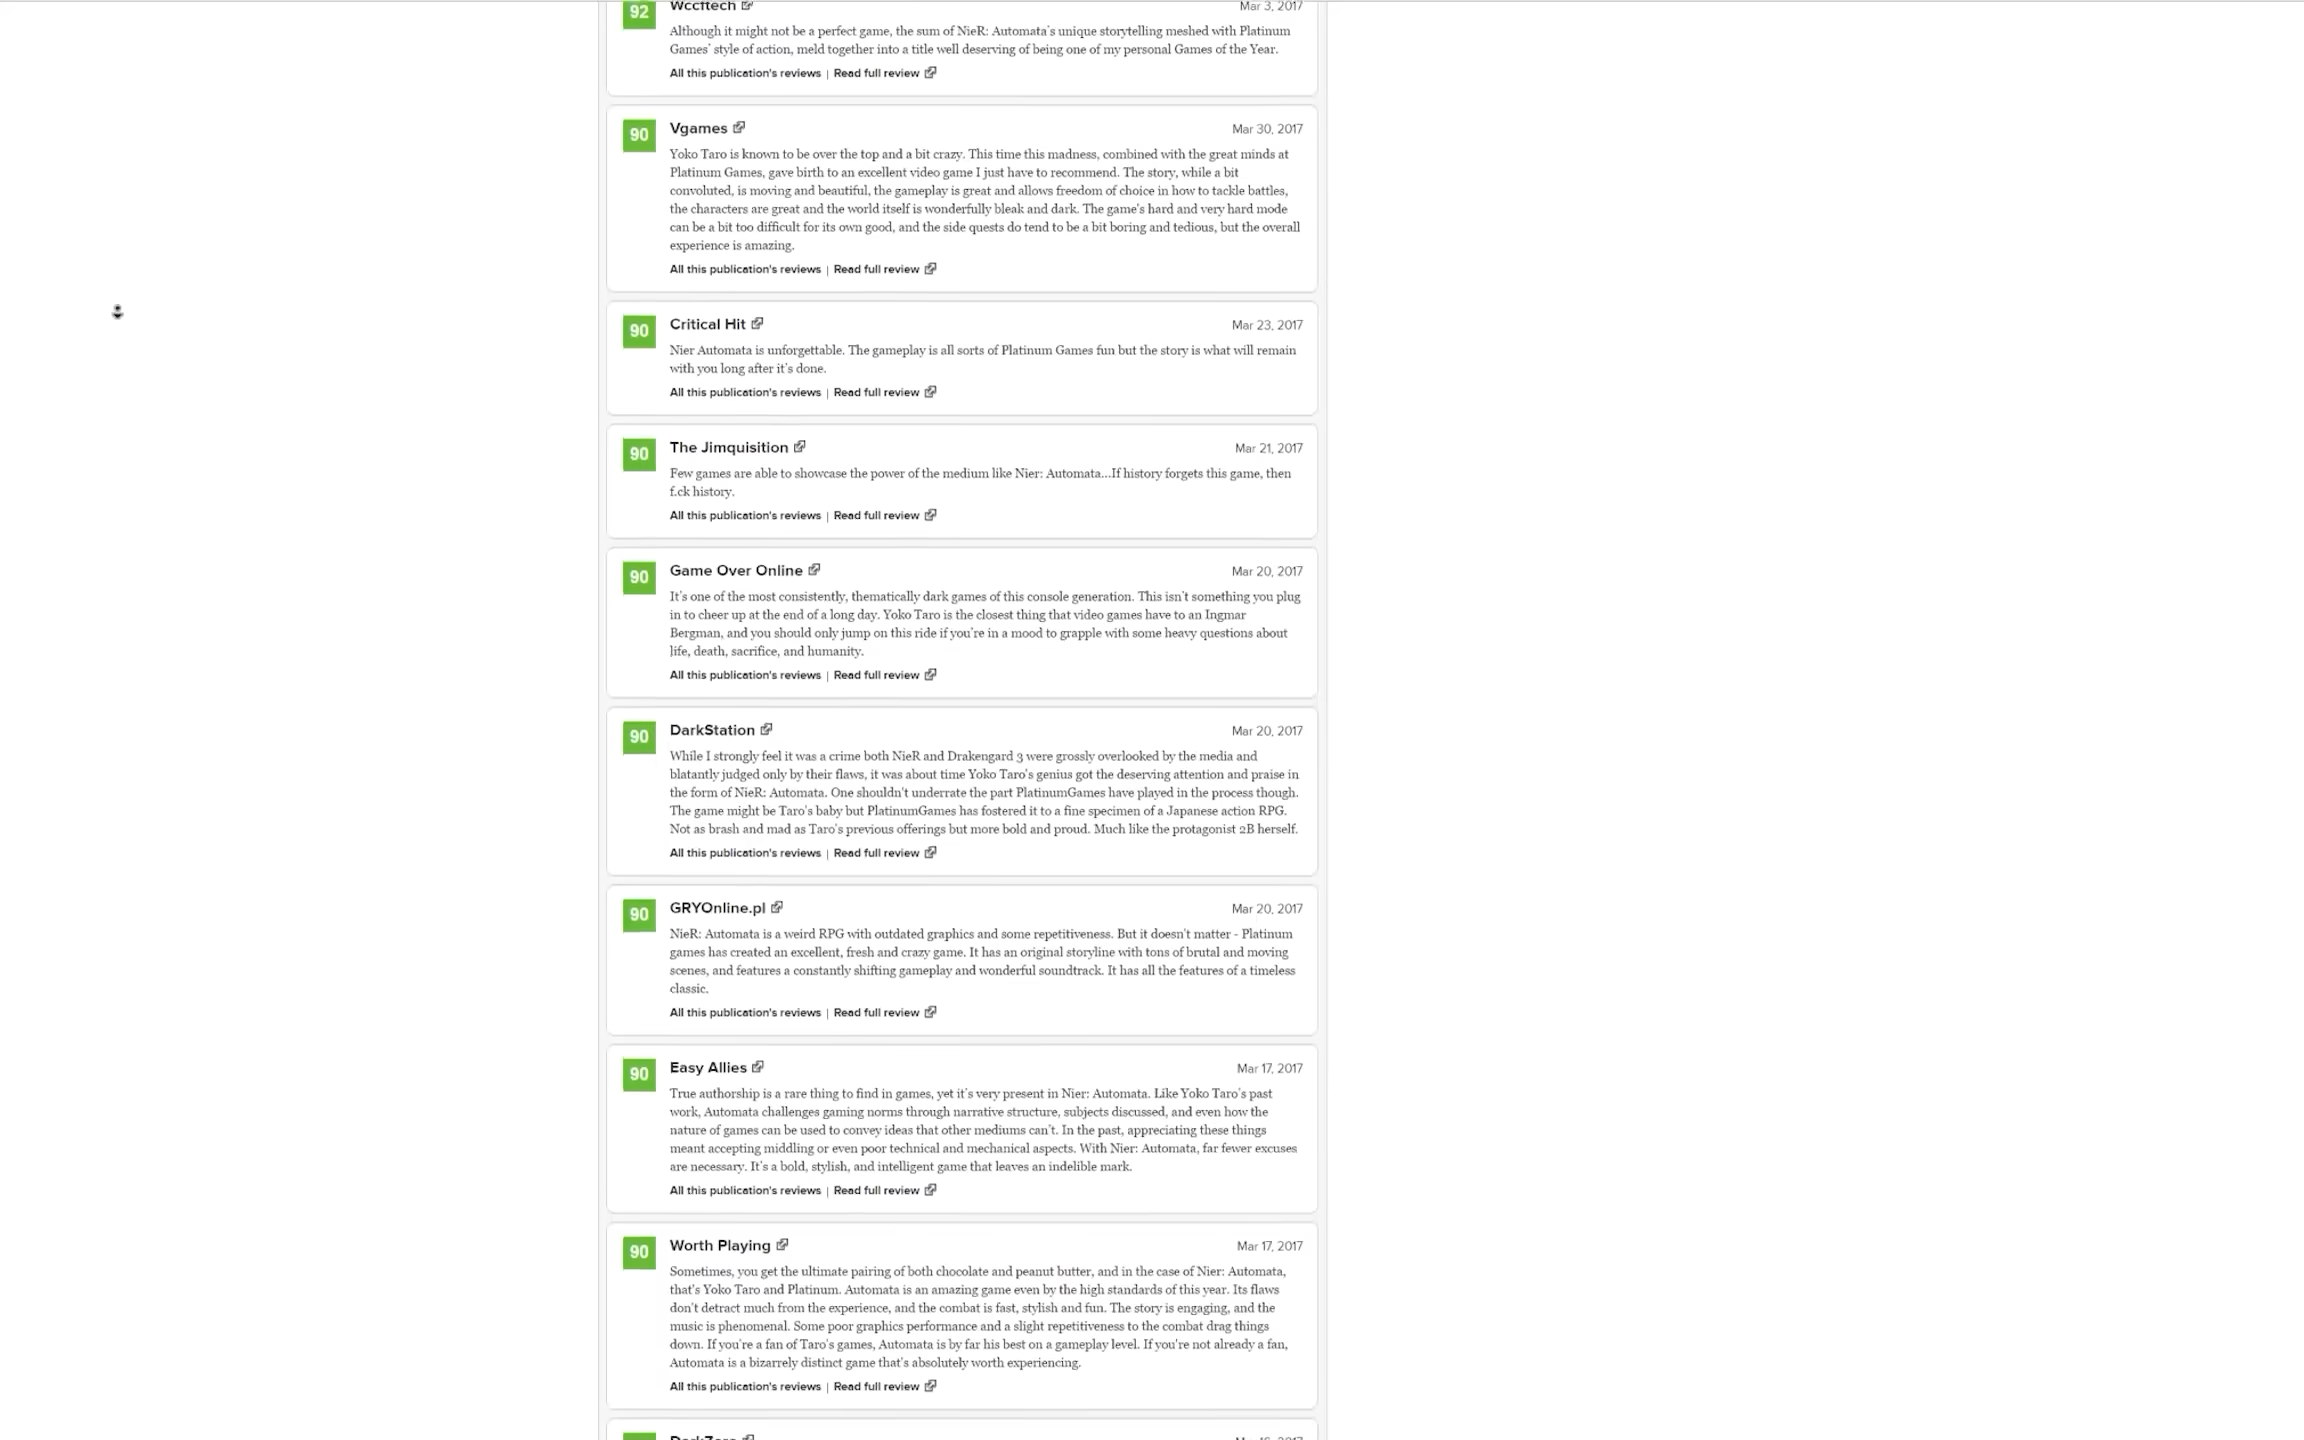 92
Wccftech
Mar 3, 2017
Although it might not be a perfect game, the sum of NieR: Automata's unique storytelling meshed with Platinum
Games' style of action, meld together into a title well deserving of being one of my personal Games of the Year.
All this publication's reviews | Read full review
90
Vgames
Mar 30, 2017
Yoko Taro is known to be over the top and a bit crazy. This time this madness, combined with the great minds at
Platinum Games, gave birth to an excellent video game I just have to recommend. The story, while a bit
convoluted, is moving and beautiful, the gameplay is great and allows freedom of choice in how to tackle battles,
the characters are great and the world itself is wonderfully bleak and dark. The game's hard and very hard mode
can be a bit too difficult for its own good, and the side quests do tend to be a bit boring and tedious, but the overall
experience is amazing.
All this publication's reviews | Read full review
90
Critical Hit
Mar 23, 2017
Nier Automata is unforgettable. The gameplay is all sorts of Platinum Games fun but the story is what will remain
with you long after it's done.
All this publication's reviews | Read full review
90
The Jimquisition
Mar 21, 2017
Few games are able to showcase the power of the medium like Nier: Automata...If history forgets this game, then
f.ck history.
All this publication's reviews | Read full review
90
Game Over Online
Mar 20, 2017
It's one of the most consistently, thematically dark games of this console generation. This isn't something you plug
in to cheer up at the end of a long day. Yoko Taro is the closest thing that video games have to an Ingmar
Bergman, and you should only jump on this ride if you're in a mood to grapple with some heavy questions about
life, death, sacrifice, and humanity.
All this publication's reviews | Read full review
90
DarkStation
Mar 20, 2017
While I strongly feel it was a crime both NieR and Drakengard 3 were grossly overlooked by the media and
blatantly judged only by their flaws, it was about time Yoko Taro's genius got the deserving attention and praise in
the form of NieR: Automata. One shouldn't underrate the part PlatinumGames have played in the process though.
The game might be Taro's baby but PlatinumGames has fostered it to a fine specimen of a Japanese action RPG.
Not as brash and mad as Taro's previous offerings but more bold and proud. Much like the protagonist 2B herself.
All this publication's reviews | Read full review
90
GRYOnline.pl
Mar 20, 2017
NieR: Automata is a weird RPG with outdated graphics and some repetitiveness. But it doesn't matter - Platinum
games has created an excellent, fresh and crazy game. It has an original storyline with tons of brutal and moving
scenes, and features a constantly shifting gameplay and wonderful soundtrack. It has all the features of a timeless
classic.
All this publication's reviews | Read full review
90
Easy Allies
Mar 17, 2017
True authorship is a rare thing to find in games, yet it's very present in Nier: Automata. Like Yoko Taro's past
work, Automata challenges gaming norms through narrative structure, subjects discussed, and even how the
nature of games can be used to convey ideas that other mediums can't. In the past, appreciating these things
meant accepting middling or even poor technical and mechanical aspects. With Nier: Automata, far fewer excuses
are necessary. It's a bold, stylish, and intelligent game that leaves an indelible mark.
All this publication's reviews | Read full review
90
Worth Playing
Mar 17, 2017
Sometimes, you get the ultimate pairing of both chocolate and peanut butter, and in the case of Nier: Automata,
that's Yoko Taro and Platinum. Automata is an amazing game even by the high standards of this year. Its flaws
don't detract much from the experience, and the combat is fast, stylish and fun. The story is engaging, and the
music is phenomenal. Some poor graphics performance and a slight repetitiveness to the combat drag things
down. If you're a fan of Taro's games, Automata is by far his best on a gameplay level. If you're not already a fan,
Automata is a bizarrely distinct game that's absolutely worth experiencing.
All this publication's reviews | Read full review